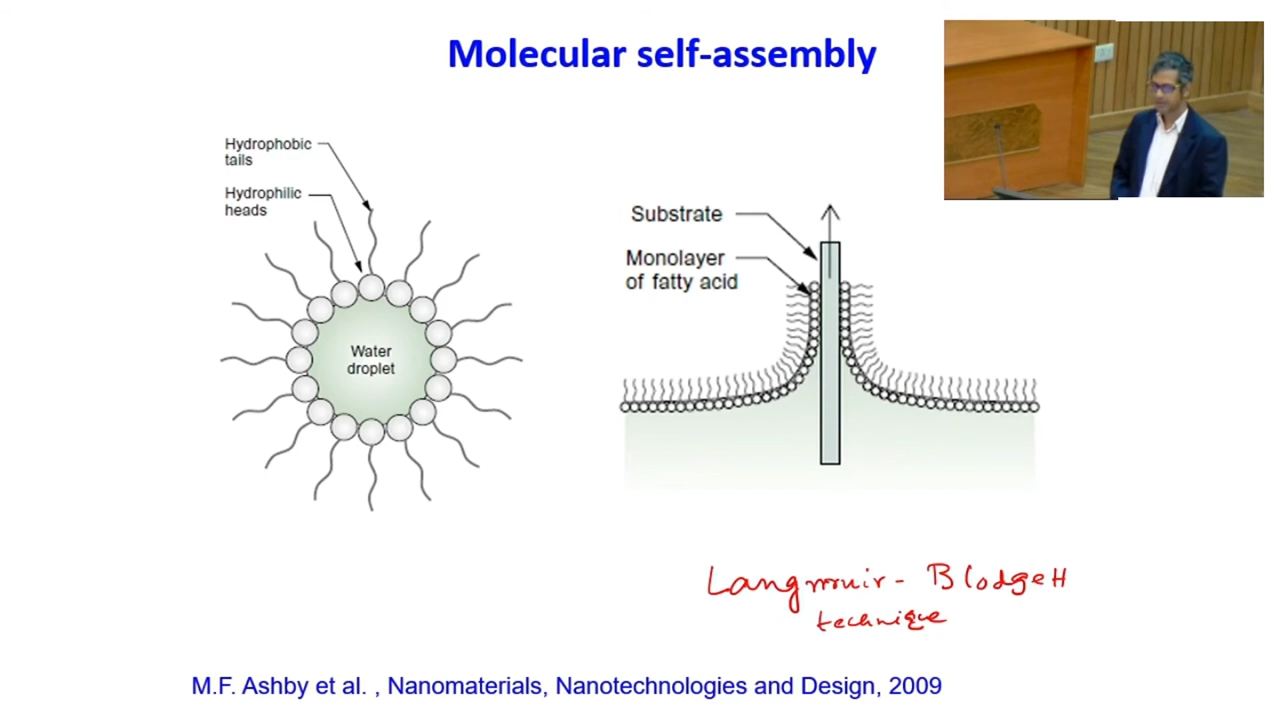 Molecular self-assembly
Hydrophobic
tails
Hydrophilic
heads
Water
droplet
Substrate
Monolayer
of fatty acid
Langmuir - Blodgett
technique
M.F. Ashby et al. , Nanomaterials, Nanotechnologies and Design, 2009